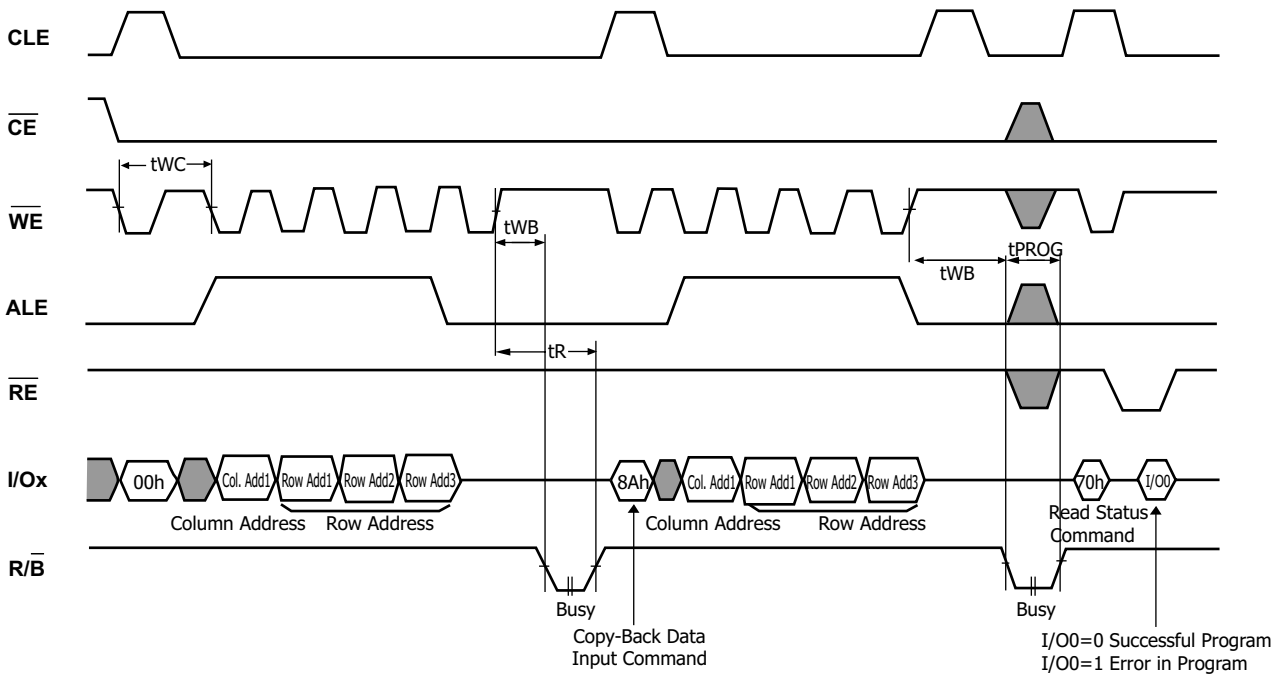 CLE
CE
tWC
WE
tWB
tPROG
tWB
ALE
tR
RE
I/Ox
00h
Col. Add1
Row Add1
Row Add2
Row Add3
8Ah
Col. Add1
Row Add1
Row Add2
Row Add3
70h
I/O0
Column Address
Row Address
Column Address
Row Address
Read Status
Command
R/B
Busy
Busy
Copy-Back Data
Input Command
I/O0=0 Successful Program
I/O0=1 Error in Program